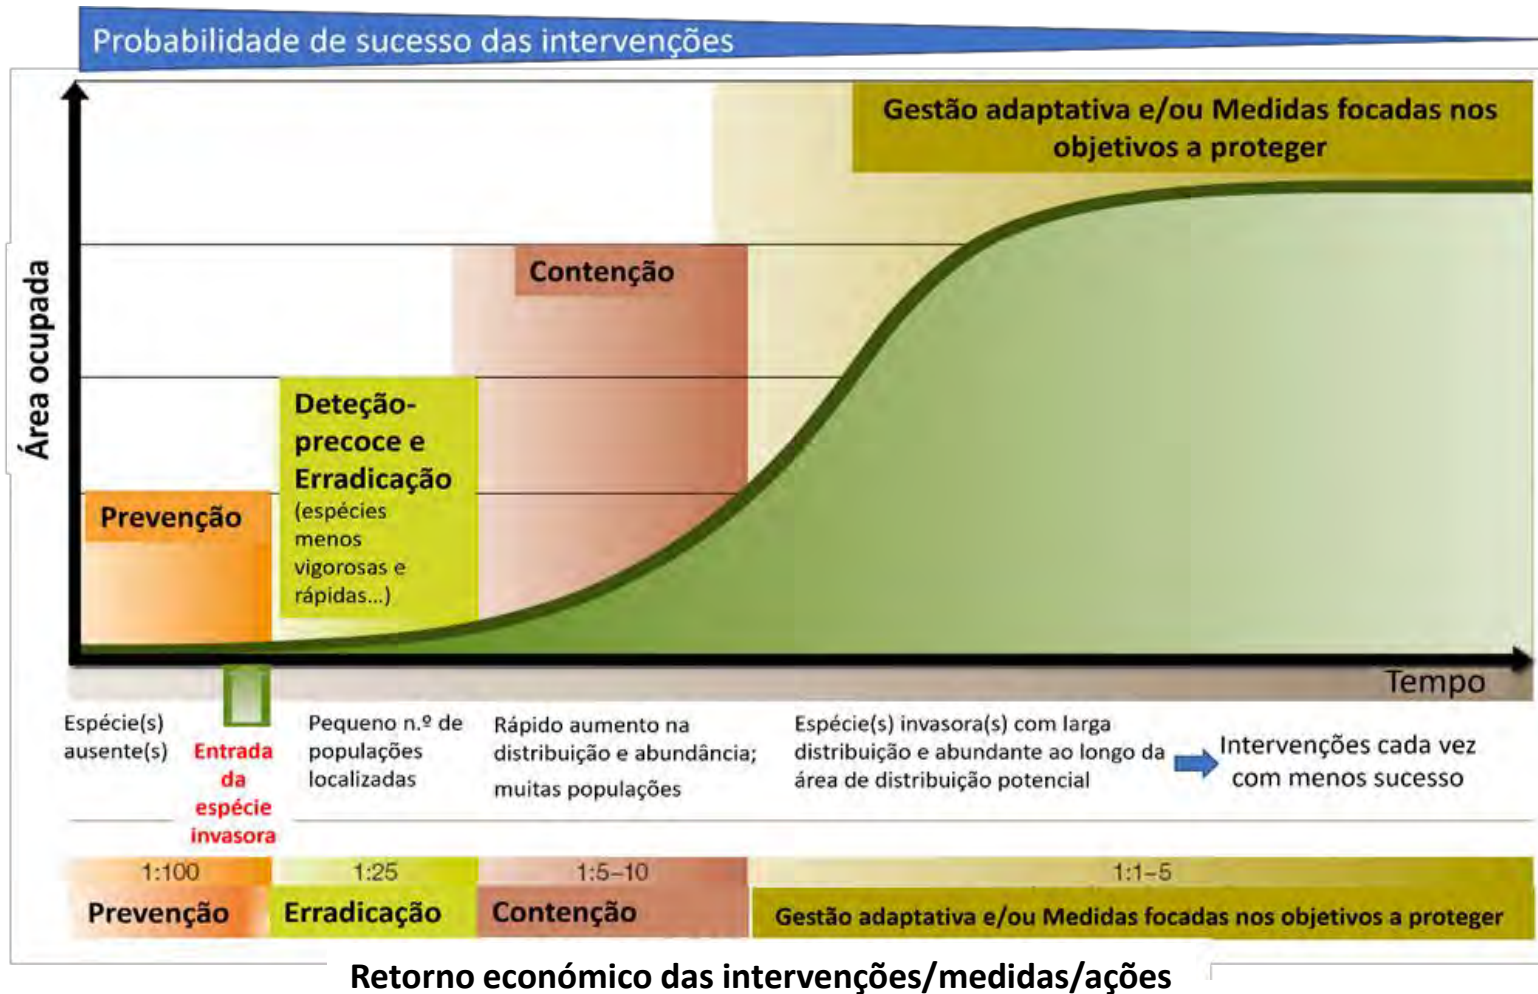 Probabilidade de sucesso das intervenções
Gestão adaptativa e/ou Medidas focadas nos
objetivos a proteger
Contenção
Área ocupada
Deteção-
precoce e
Erradicação
(espécies
menos
vigorosas e
rápidas...)
Prevenção
Tempo
Espécie(s)
ausente(s)
Entrada
da
espécie
invasora
Pequeno n.º de
populações
localizadas
Rápido aumento na
distribuição e abundância;
muitas populações
Espécie(s) invasora(s) com larga
distribuição e abundante ao longo da
área de distribuição potencial
Intervenções cada vez
com menos sucesso
1:100
1:25
1:5–10
1:1–5
Prevenção
Erradicação
Contenção
Gestão adaptativa e/ou Medidas focadas nos objetivos a proteger
Retorno económico das intervenções/medidas/ações